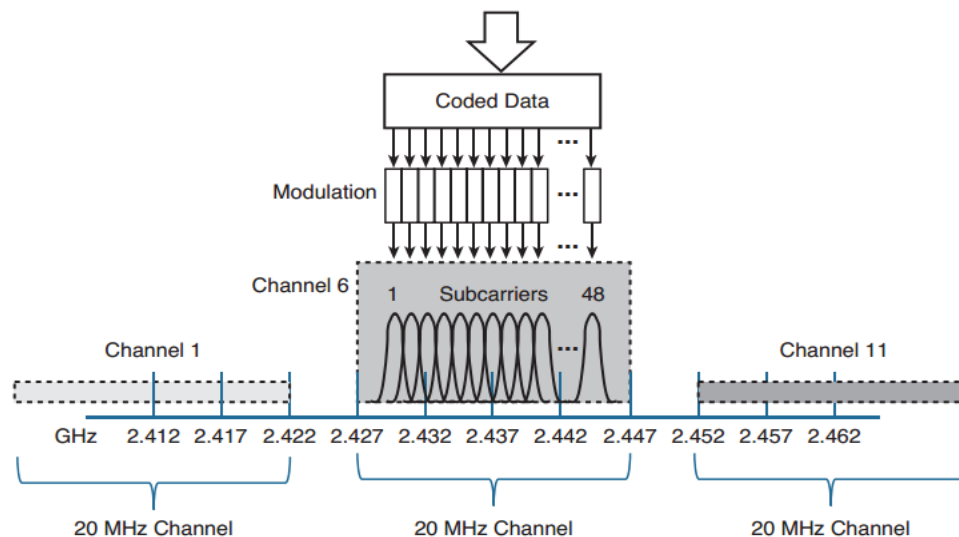 Coded Data
...
Modulation
...
...
Channel 6
1 Subcarriers 48
...
Channel 1
Channel 11
GHz 2.412 2.417 2.422 2.427 2.432 2.437 2.442 2.447 2.452 2.457 2.462
20 MHz Channel 20 MHz Channel 20 MHz Channel